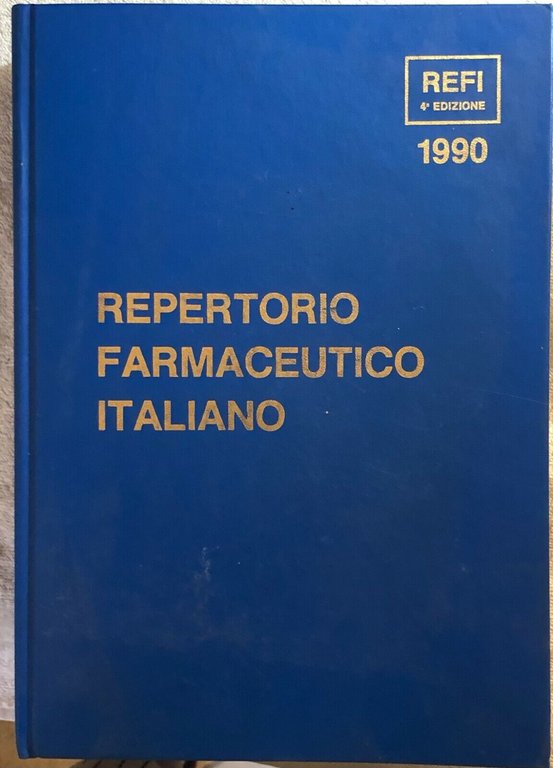 REFI
4ª EDIZIONE
1990
REPERTORIO
FARMACEUTICO
ITALIANO